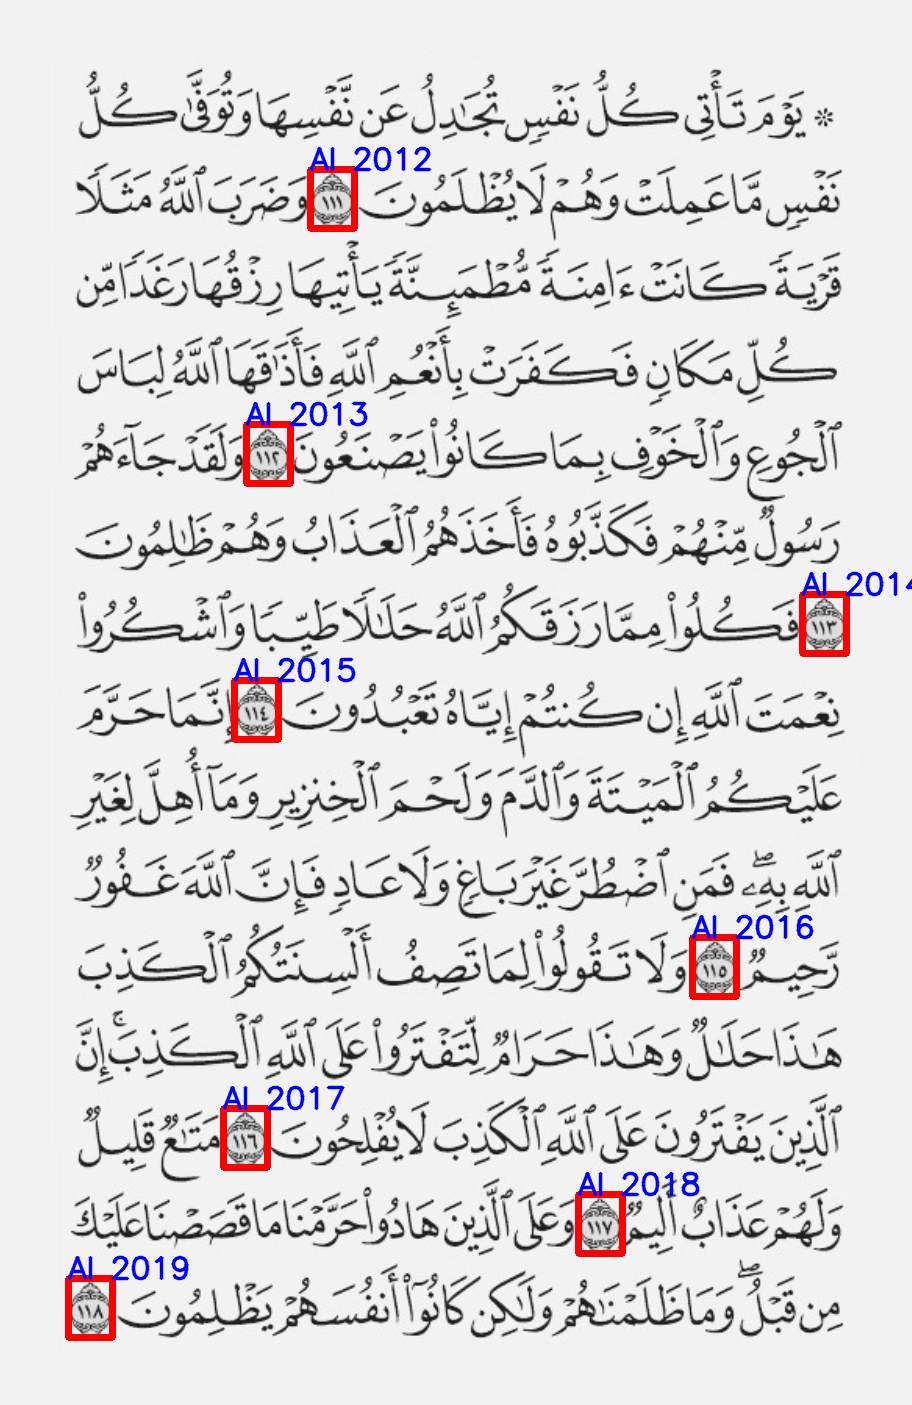 ۞ يَوْمَ تَأْتِي كُلُّ نَفْسٍ تُجَٰدِلُ عَن نَّفْسِهَا وَتُوَفَّىٰ كُلُّ
AI_2012
نَفْسٍ مَّا عَمِلَتْ وَهُمْ لَا يُظْلَمُونَ ١١١ وَضَرَبَ ٱللَّهُ مَثَلًا
قَرْيَةً كَانَتْ ءَامِنَةً مُّطْمَئِنَّةً يَأْتِيهَا رِزْقُهَا رَغَدًا مِّن
كُلِّ مَكَانٍ فَكَفَرَتْ بِأَنْعُمِ ٱللَّهِ فَأَذَٰقَهَا ٱللَّهُ لِبَاسَ
AI_2013
ٱلْجُوعِ وَٱلْخَوْفِ بِمَا كَانُوا۟ يَصْنَعُونَ ١١٢ وَلَقَدْ جَآءَهُمْ
رَسُولٌ مِّنْهُمْ فَكَذَّبُوهُ فَأَخَذَهُمُ ٱلْعَذَابُ وَهُمْ ظَٰلِمُونَ
AI_2014
١١٣ فَكُلُوا۟ مِمَّا رَزَقَكُمُ ٱللَّهُ حَلَٰلًا طَيِّبًا وَٱشْكُرُوا۟
AI_2015
نِعْمَتَ ٱللَّهِ إِن كُنتُمْ إِيَّاهُ تَعْبُدُونَ ١١٤ إِنَّمَا حَرَّمَ
عَلَيْكُمُ ٱلْمَيْتَةَ وَٱلدَّمَ وَلَحْمَ ٱلْخِنزِيرِ وَمَآ أُهِلَّ لِغَيْرِ
ٱللَّهِ بِهِۦۖ فَمَنِ ٱضْطُرَّ غَيْرَ بَاغٍ وَلَا عَادٍ فَإِنَّ ٱللَّهَ غَفُورٌ
AI_2016
رَّحِيمٌ ١١٥ وَلَا تَقُولُوا۟ لِمَا تَصِفُ أَلْسِنَتُكُمُ ٱلْكَذِبَ
هَٰذَا حَلَٰلٌ وَهَٰذَا حَرَامٌ لِّتَفْتَرُوا۟ عَلَى ٱللَّهِ ٱلْكَذِبَۚ إِنَّ
AI_2017
ٱلَّذِينَ يَفْتَرُونَ عَلَى ٱللَّهِ ٱلْكَذِبَ لَا يُفْلِحُونَ ١١٦ مَتَٰعٌ قَلِيلٌ
AI_2018
وَلَهُمْ عَذَابٌ أَلِيمٌ ١١٧ وَعَلَى ٱلَّذِينَ هَادُوا۟ حَرَّمْنَا مَا قَصَصْنَا عَلَيْكَ
AI_2019
مِن قَبْلُۖ وَمَا ظَلَمْنَٰهُمْ وَلَٰكِن كَانُوٓا۟ أَنفُسَهُمْ يَظْلِمُونَ ١١٨